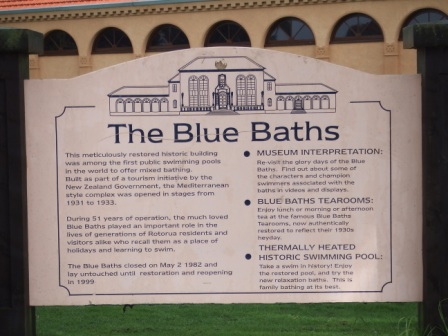 The Blue Baths
This meticulously restored historic building
was among the first public swimming pools
in the world to offer mixed bathing.
Built as part of a tourism initiative by the
New Zealand Government, the Mediterranean
style complex was opened in stages from
1931 to 1933.
During 51 years of operation, the much loved
Blue Baths played an important role in the
lives of generations of Rotorua residents and
visitors alike who recall them as a place of
holidays and learning to swim.
The Blue Baths closed on May 2 1982 and
lay untouched until restoration and reopening
in 1999
MUSEUM INTERPRETATION:
Re-visit the glory days of the Blue
Baths. Find out about some of
the characters and champion
swimmers associated with the
baths in videos and displays.
BLUE BATHS TEAROOMS:
Enjoy lunch or morning or afternoon
tea at the famous Blue Baths
Tearooms, now authentically
restored to reflect their 1930s
heyday.
THERMALLY HEATED
HISTORIC SWIMMING POOL:
Take a swim in history! Enjoy
the restored pool, and try the
new relaxation baths. This is
family bathing at its best.